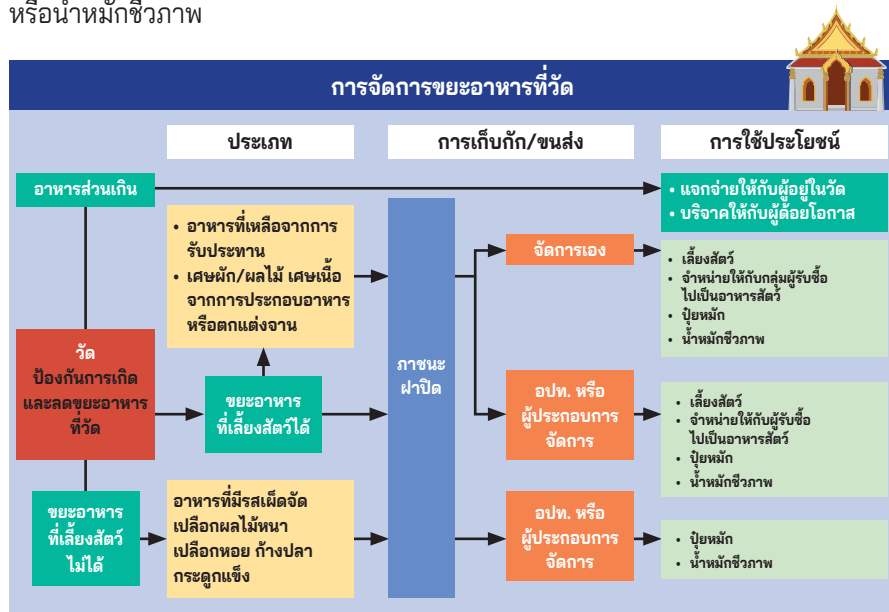 หรือน้ำหมักชีวภาพ
การจัดการขยะอาหารที่วัด
ประเภท
การเก็บกัก/ขนส่ง
การใช้ประโยชน์
อาหารส่วนเกิน
• แจกจ่ายให้กับผู้อยู่ในวัด
• บริจาคให้กับผู้ด้อยโอกาส
• อาหารที่เหลือจากการ
รับประทาน
• เศษผัก/ผลไม้ เศษเนื้อ
จากการประกอบอาหาร
หรือตกแต่งจาน
จัดการเอง
• เลี้ยงสัตว์
• จำหน่ายให้กับกลุ่มผู้รับซื้อ
ไปเป็นอาหารสัตว์
• ปุ๋ยหมัก
• น้ำหมักชีวภาพ
วัด
ป้องกันการเกิด
และลดขยะอาหาร
ที่วัด
ขยะอาหาร
ที่เลี้ยงสัตว์ได้
ภาชนะ
ฝาปิด
อปท. หรือ
ผู้ประกอบการ
จัดการ
• เลี้ยงสัตว์
• จำหน่ายให้กับผู้รับซื้อ
ไปเป็นอาหารสัตว์
• ปุ๋ยหมัก
• น้ำหมักชีวภาพ
ขยะอาหาร
ที่เลี้ยงสัตว์
ไม่ได้
อาหารที่มีรสเผ็ดจัด
เปลือกผลไม้หนา
เปลือกหอย ก้างปลา
กระดูกแข็ง
อปท. หรือ
ผู้ประกอบการ
จัดการ
• ปุ๋ยหมัก
• น้ำหมักชีวภาพ